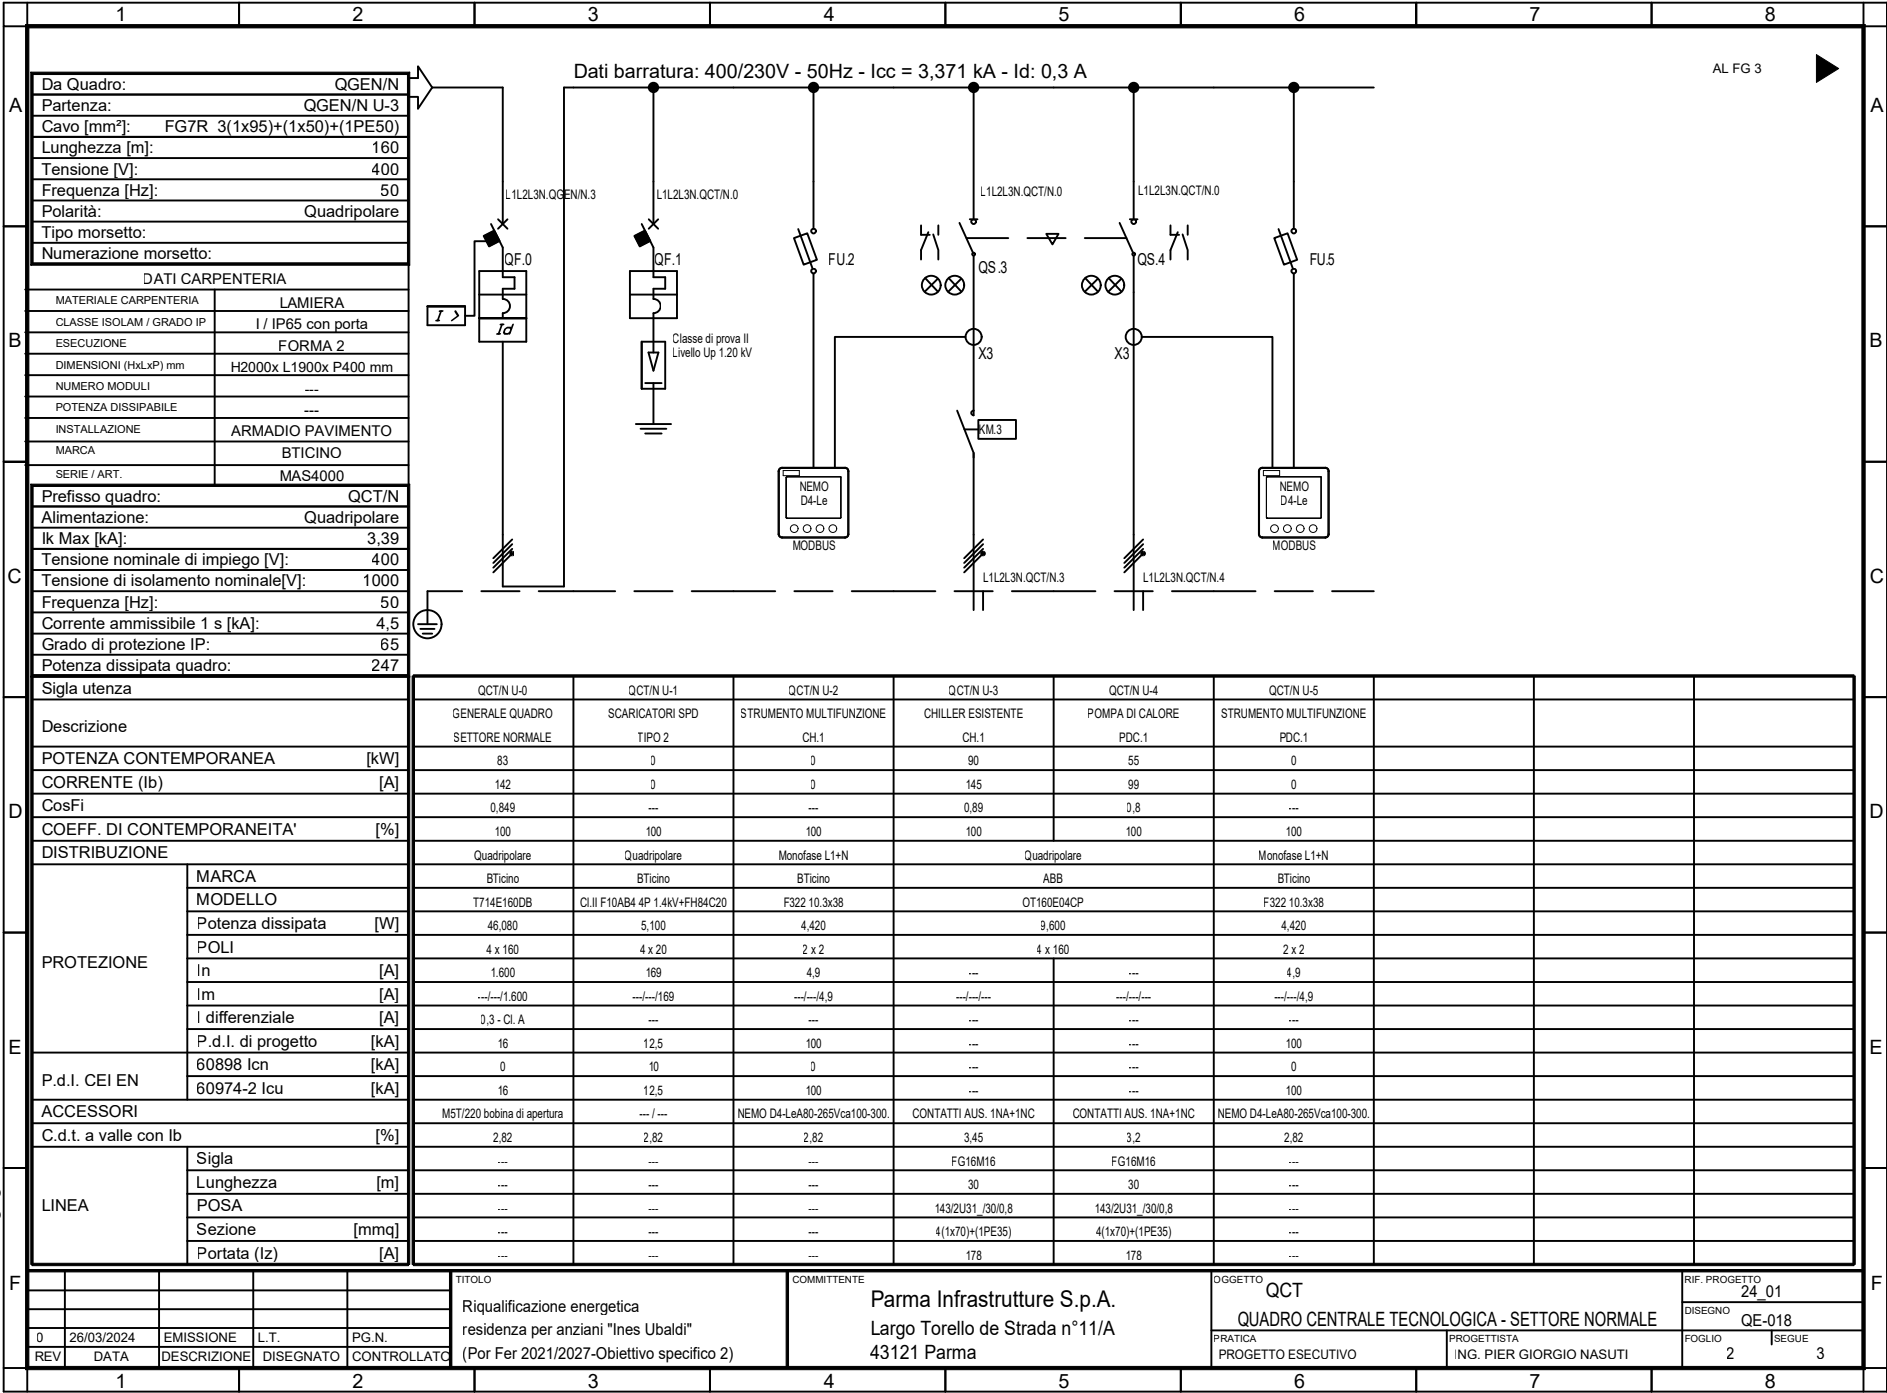 1 2 3 4 5 6 7 8
A A
B B
C C
D D
E E
F F
Dati barratura: 400/230V - 50Hz - Icc = 3,371 kA - Id: 0,3 A
AL FG 3
Da Quadro: QGEN/N
Partenza: QGEN/N U-3
Cavo [mm²]: FG7R 3(1x95)+(1x50)+(1PE50)
Lunghezza [m]: 160
Tensione [V]: 400
Frequenza [Hz]: 50
Polarità: Quadripolare
Tipo morsetto:
Numerazione morsetto:
DATI CARPENTERIA
MATERIALE CARPENTERIA LAMIERA
CLASSE ISOLAM / GRADO IP I / IP65 con porta
ESECUZIONE FORMA 2
DIMENSIONI (HxLxP) mm H2000x L1900x P400 mm
NUMERO MODULI ---
POTENZA DISSIPABILE ---
INSTALLAZIONE ARMADIO PAVIMENTO
MARCA BTICINO
SERIE / ART. MAS4000
Prefisso quadro: QCT/N
Alimentazione: Quadripolare
Ik Max [kA]: 3,39
Tensione nominale di impiego [V]: 400
Tensione di isolamento nominale[V]: 1000
Frequenza [Hz]: 50
Corrente ammissibile 1 s [kA]: 4,5
Grado di protezione IP: 65
Potenza dissipata quadro: 247
L1L2L3N.QGEN/N.3 L1L2L3N.QCT/N.0 L1L2L3N.QCT/N.0 L1L2L3N.QCT/N.0
QF.0 QF.1 FU.2 QS.3 QS.4 FU.5
I >
Id
Classe di prova II
Livello Up 1.20 kV
X3 X3
KM.3
NEMO
D4-Le
MODBUS
NEMO
D4-Le
MODBUS
L1L2L3N.QCT/N.3 L1L2L3N.QCT/N.4
Sigla utenza QCT/N U-0 QCT/N U-1 QCT/N U-2 QCT/N U-3 QCT/N U-4 QCT/N U-5
Descrizione
GENERALE QUADRO SCARICATORI SPD STRUMENTO MULTIFUNZIONE CHILLER ESISTENTE POMPA DI CALORE STRUMENTO MULTIFUNZIONE
SETTORE NORMALE TIPO 2 CH.1 CH.1 PDC.1 PDC.1
POTENZA CONTEMPORANEA [kW] 83 0 0 90 55 0
CORRENTE (Ib) [A] 142 0 0 145 99 0
CosFi 0,849 --- --- 0,89 0,8 ---
COEFF. DI CONTEMPORANEITA' [%] 100 100 100 100 100 100
DISTRIBUZIONE Quadripolare Quadripolare Monofase L1+N Quadripolare Monofase L1+N
PROTEZIONE
MARCA BTicino BTicino BTicino ABB BTicino
MODELLO T714E160DB Cl.II F10AB4 4P 1.4kV+FH84C20 F322 10.3x38 OT160E04CP F322 10.3x38
Potenza dissipata [W] 46,080 5,100 4,420 9,600 4,420
POLI 4 x 160 4 x 20 2 x 2 4 x 160 2 x 2
In [A] 1.600 169 4,9 --- --- 4,9
Im [A] ---/---/1.600 ---/---/169 ---/---/4,9 ---/---/--- ---/---/--- ---/---/4,9
I differenziale [A] 0,3 - Cl. A --- --- --- --- ---
P.d.I. di progetto [kA] 16 12,5 100 --- --- 100
P.d.I. CEI EN
60898 Icn [kA] 0 10 0 --- --- 0
60974-2 Icu [kA] 16 12,5 100 --- --- 100
ACCESSORI M5T/220 bobina di apertura --- / --- NEMO D4-LeA80-265Vca100-300. CONTATTI AUS. 1NA+1NC CONTATTI AUS. 1NA+1NC NEMO D4-LeA80-265Vca100-300.
C.d.t. a valle con Ib [%] 2,82 2,82 2,82 3,45 3,2 2,82
LINEA
Sigla --- --- --- FG16M16 FG16M16 ---
Lunghezza [m] --- --- --- 30 30 ---
POSA --- --- --- 143/2U31_/30/0,8 143/2U31_/30/0,8 ---
Sezione [mmq] --- --- --- 4(1x70)+(1PE35) 4(1x70)+(1PE35) ---
Portata (Iz) [A] --- --- --- 178 178 ---
0 26/03/2024 EMISSIONE L.T. PG.N.
REV DATA DESCRIZIONE DISEGNATO CONTROLLATO
TITOLO
Riqualificazione energetica
residenza per anziani "Ines Ubaldi"
(Por Fer 2021/2027-Obiettivo specifico 2)
COMMITTENTE
Parma Infrastrutture S.p.A.
Largo Torello de Strada n°11/A
43121 Parma
OGGETTO QCT
QUADRO CENTRALE TECNOLOGICA - SETTORE NORMALE
PRATICA
PROGETTO ESECUTIVO
PROGETTISTA
ING. PIER GIORGIO NASUTI
RIF. PROGETTO
24_01
DISEGNO
QE-018
FOGLIO SEGUE
2 3
1 2 3 4 5 6 7 8